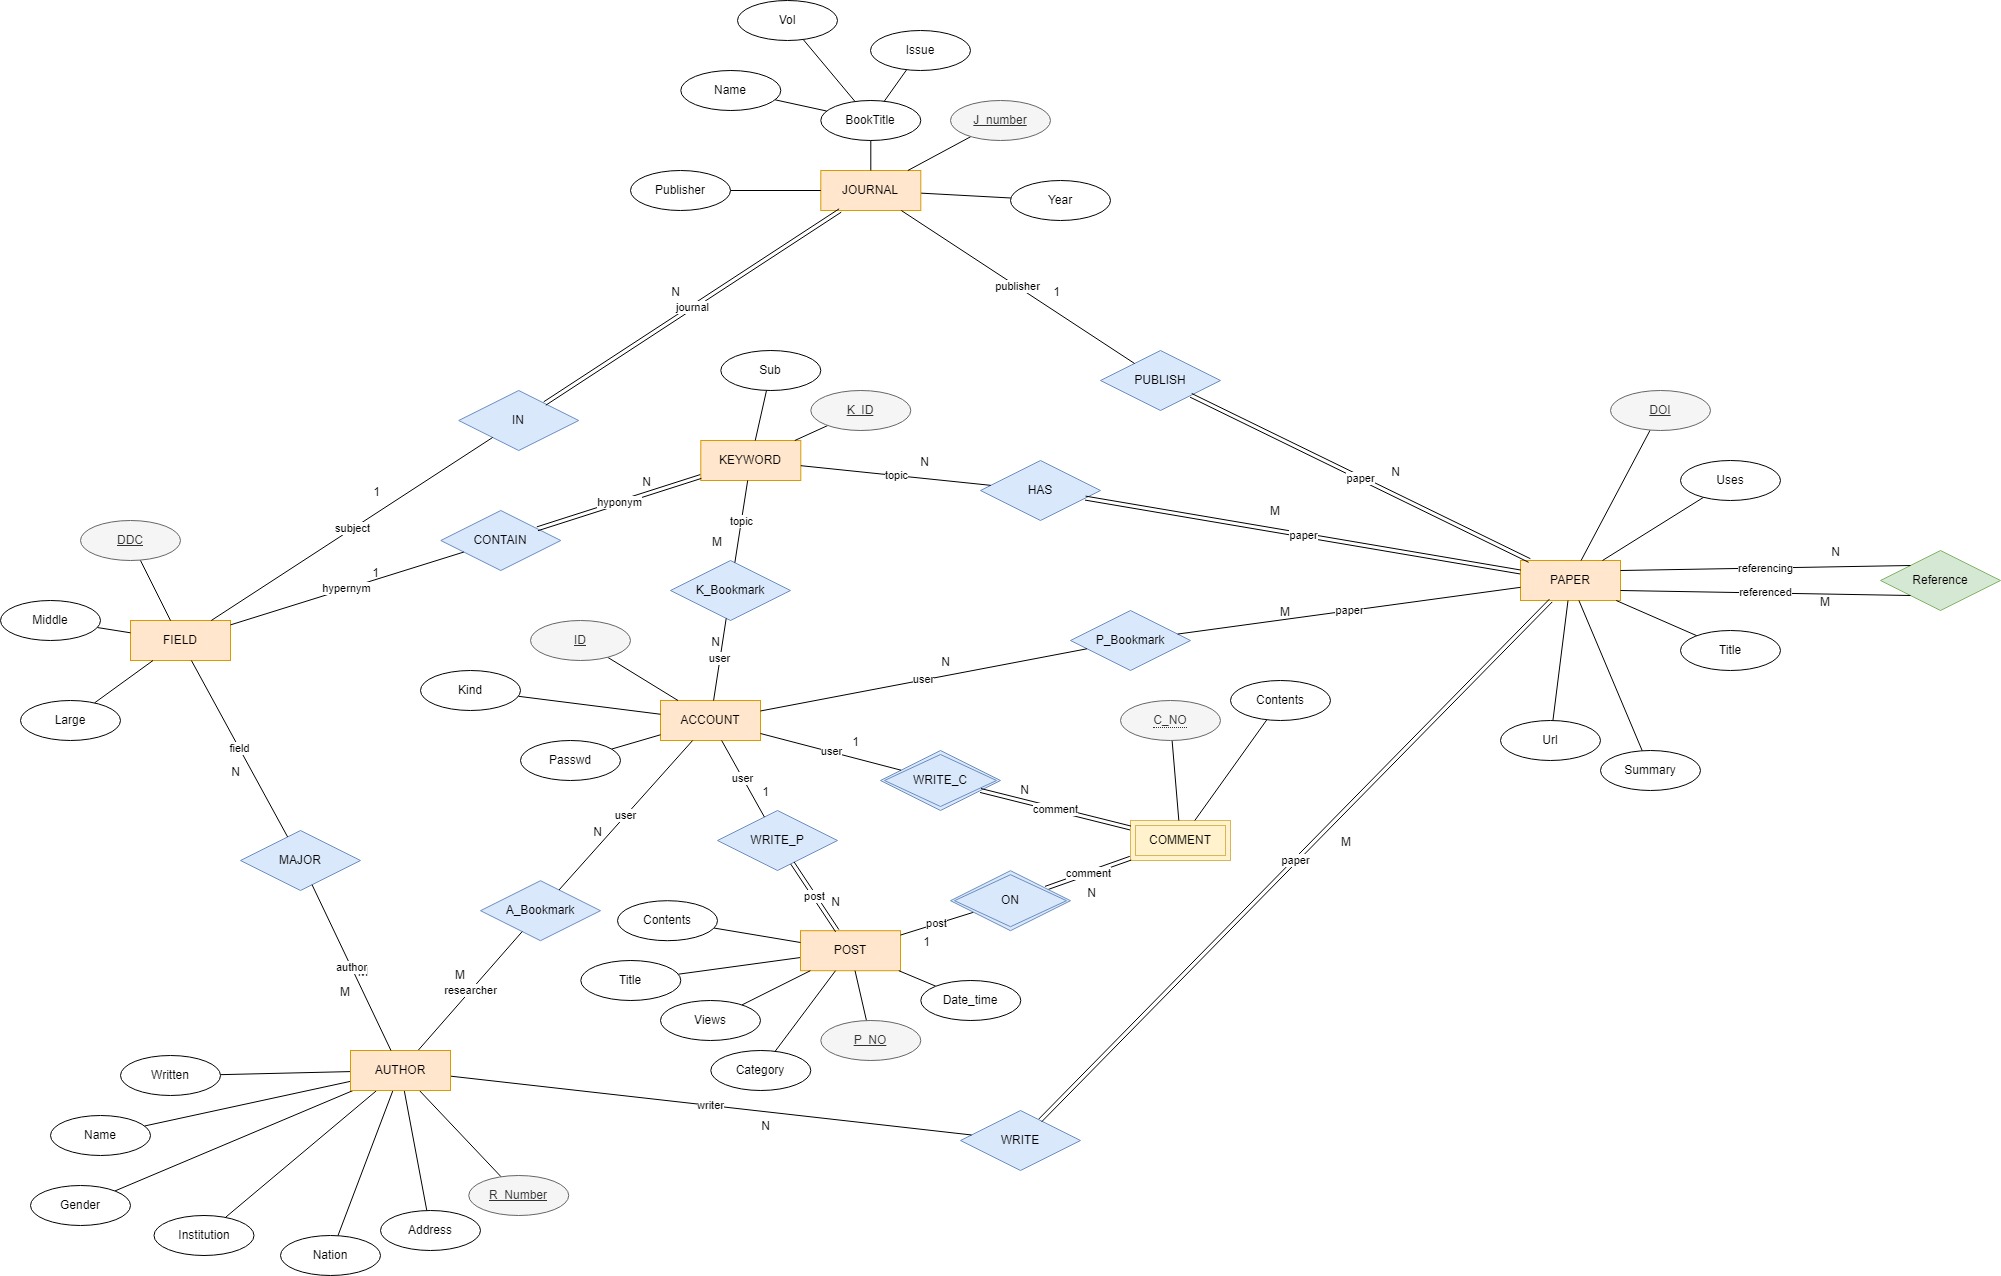 Vol
Issue
Name
BookTitle
J_number
Publisher
JOURNAL
Year
publisher
1
N
journal
Sub
K_ID
IN
PUBLISH
DOI
KEYWORD
N
topic
N
paper
Uses
1
subject
N
hyponym
HAS
M
paper
CONTAIN
topic
M
DDC
1
hypernym
K_Bookmark
PAPER
N
referencing
referenced
M
Reference
Middle
FIELD
ID
N
user
P_Bookmark
M
paper
Title
N
user
Kind
Large
ACCOUNT
C_NO
Contents
Url
Summary
Passwd
field
N
user
1
user
1
WRITE_C
N
comment
N
user
MAJOR
WRITE_P
COMMENT
M
paper
comment
N
A_Bookmark
post
N
ON
Contents
POST
post
1
author
M
M
researcher
Title
Views
Date_time
P_NO
Category
Written
AUTHOR
writer
N
WRITE
Name
Gender
Institution
Nation
Address
R_Number